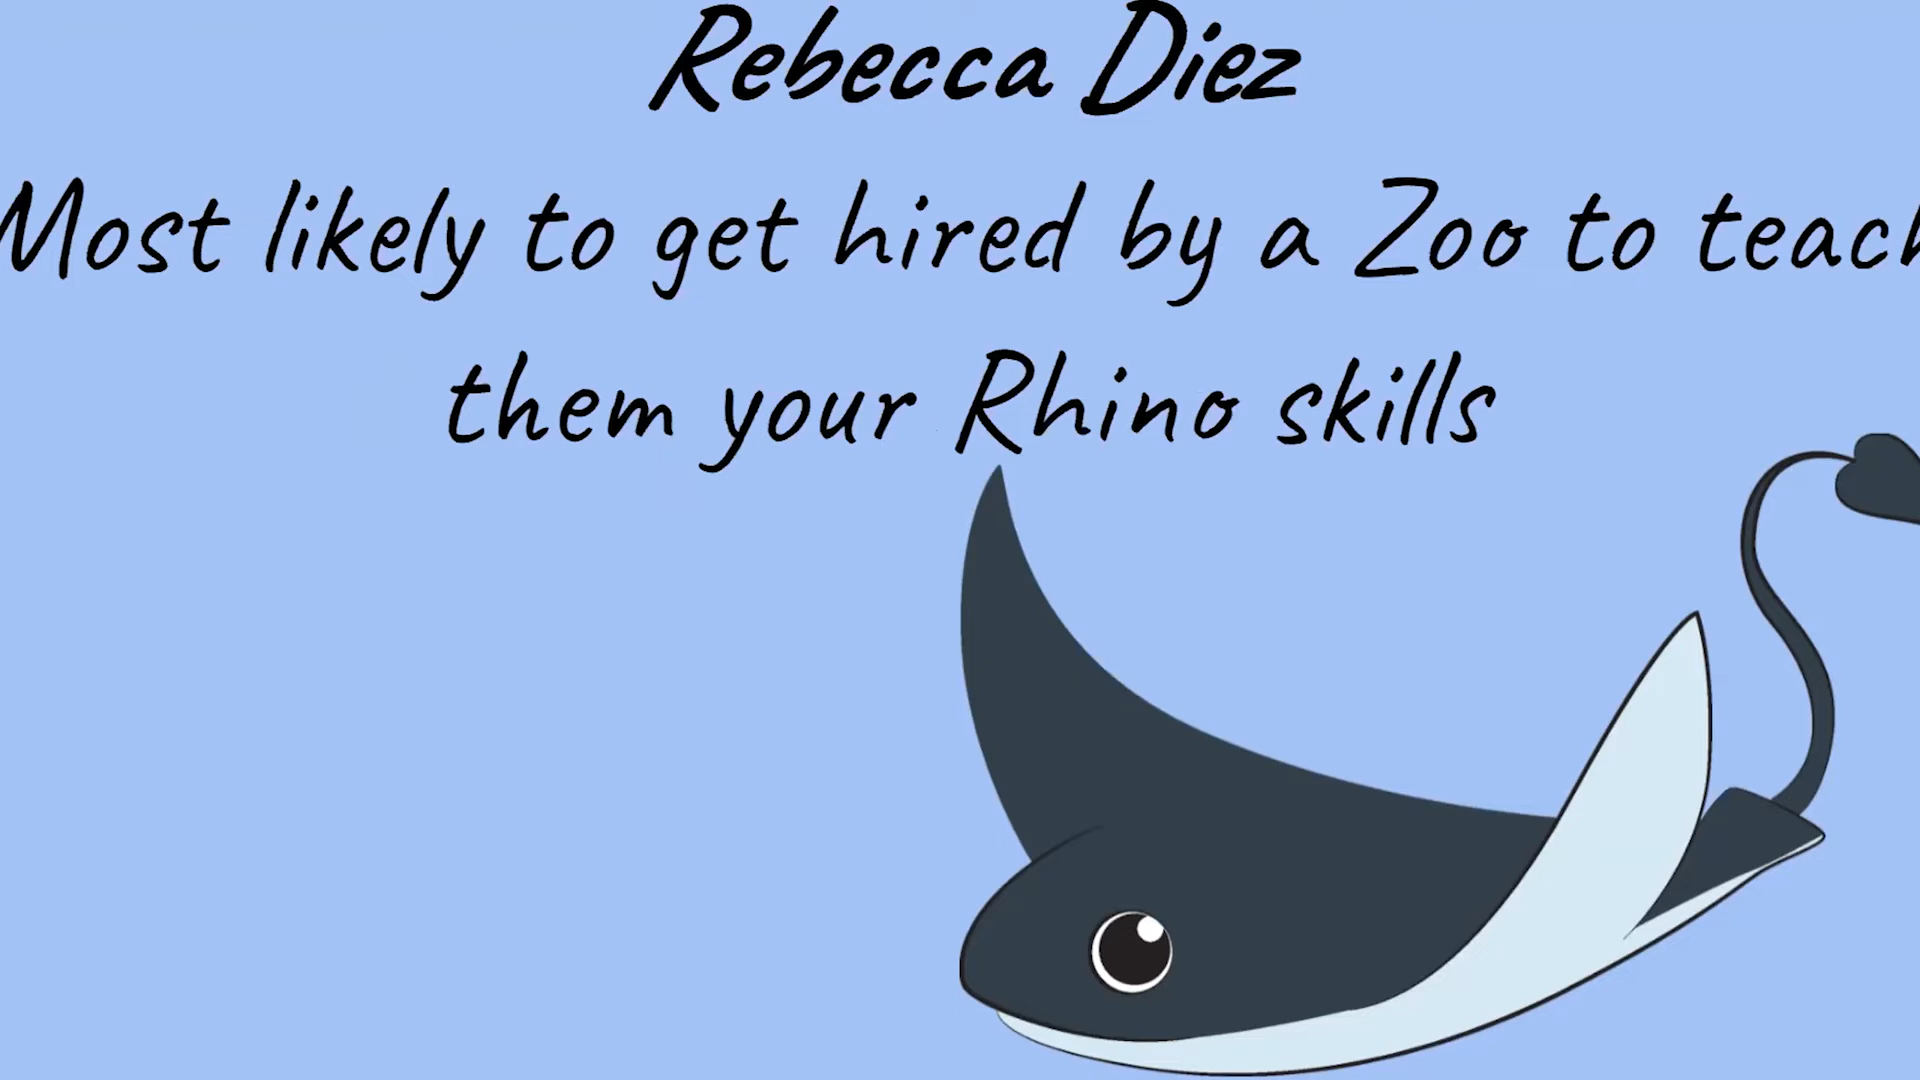 Rebecca Diez
Most likely to get hired by a Zoo to teach
them your Rhino skills